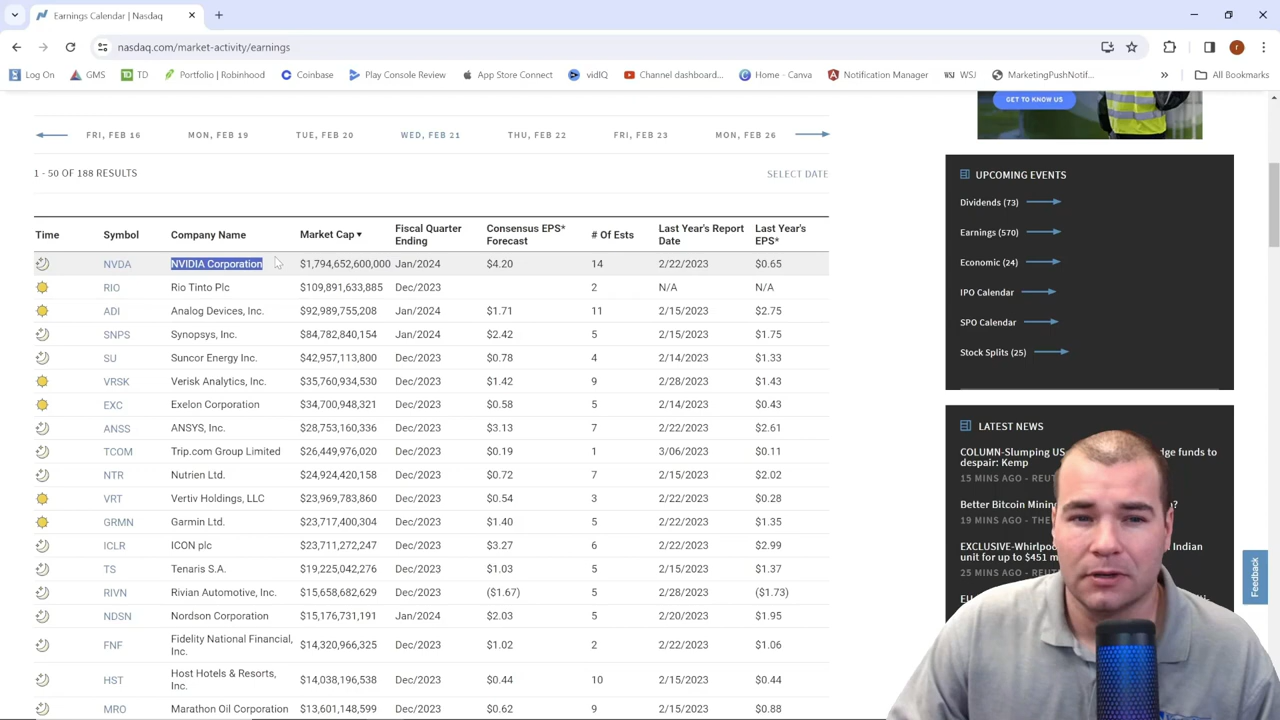 Earnings Calendar | Nasdaq
nasdaq.com/market-activity/earnings
Log On GMS TD Portfolio | Robinhood Coinbase Play Console Review App Store Connect vidIQ Channel dashboard... Home - Canva Notification Manager WSJ WSJ MarketingPushNotif... All Bookmarks
GET TO KNOW US
FRI, FEB 16 MON, FEB 19 TUE, FEB 20 WED, FEB 21 THU, FEB 22 FRI, FEB 23 MON, FEB 26
1 - 50 OF 188 RESULTS SELECT DATE
Time Symbol Company Name Market Cap Fiscal Quarter Ending Consensus EPS* Forecast # Of Ests Last Year's Report Date Last Year's EPS*
NVDA NVIDIA Corporation $1,794,652,600,000 Jan/2024 $4.20 14 2/22/2023 $0.65
RIO Rio Tinto Plc $109,891,633,885 Dec/2023 2 N/A N/A
ADI Analog Devices, Inc. $92,989,755,208 Jan/2024 $1.71 11 2/15/2023 $2.75
SNPS Synopsys, Inc. $84,782,840,154 Jan/2024 $2.42 5 2/15/2023 $1.75
SU Suncor Energy Inc. $42,917,113,860 Dec/2023 $0.78 4 2/14/2023 $1.33
VRSK Verisk Analytics, Inc. $35,760,934,530 Dec/2023 $1.42 9 2/28/2023 $1.43
EXC Exelon Corporation $34,700,948,321 Dec/2023 $0.58 5 2/14/2023 $0.43
ANSS ANSYS, Inc. $28,753,160,336 Dec/2023 $3.13 7 2/22/2023 $2.61
TCOM Trip.com Group Limited $26,449,976,020 Dec/2023 $0.19 1 3/06/2023 $0.11
NTR Nutrien Ltd. Dec/2023 7 2/15/2023 $2.02
VRT Vertiv Holdings, LLC $23,969,783,860 Dec/2023 $0.54 3 2/22/2023 $0.28
GRMN Garmin Ltd. $23,717,400,304 Dec/2023 $1.40 5 2/22/2023 $1.35
ICLR ICON plc $23,711,272,247 Dec/2023 $3.27 6 2/22/2023 $2.99
TS Tenaris S.A. Dec/2023 $1.03 5 2/15/2023 $1.37
RIVN Rivian Automotive, Inc. $15,658,682,629 Dec/2023 ($1.67) 5 2/28/2023 ($1.73)
NDSN Nordson Corporation $15,176,731,191 Jan/2024 $2.03 5 2/20/2023 $1.95
FNF Fidelity National Financial, Inc. $14,320,966,325 Dec/2023 $1.02 2 2/22/2023 $1.06
HST Host Hotels & Resorts, Inc. $14,038,196,538 Dec/2023 $0.44 10 2/15/2023 $0.44
MRO Marathon Oil Corporation $13,601,148,599 Dec/2023 $0.62 9 2/15/2023 $0.88
UPCOMING EVENTS
Dividends (73)
Earnings (570)
Economic (24)
IPO Calendar
SPO Calendar
Stock Splits (25)
LATEST NEWS
COLUMN-Slumping US dge funds to
despair: Kemp
15 MINS AGO - REU
Better Bitcoin Minin ?
19 MINS AGO - THE
EXCLUSIVE-Whirlpoo Indian
unit for up to $451 m
25 MINS AGO - REU
Feedback